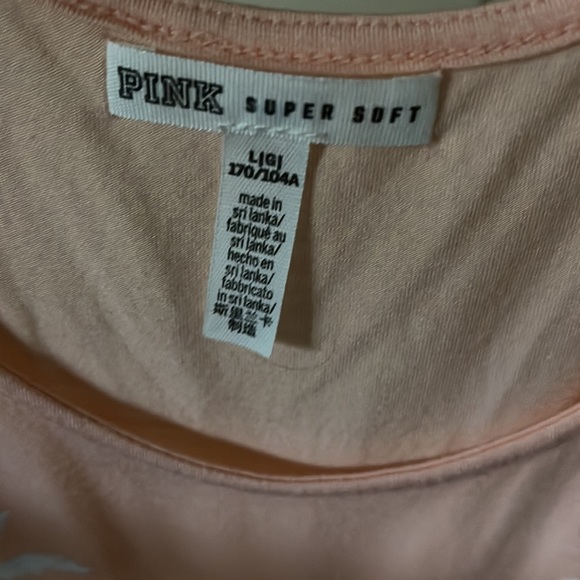 PINK SUPER SOFT
L|G|
170/104A
made in
sri lanka/
fabriqué au
sri lanka/
hecho en
sri lanka/
fabbricato
in sri lanka/
斯里兰卡
制造